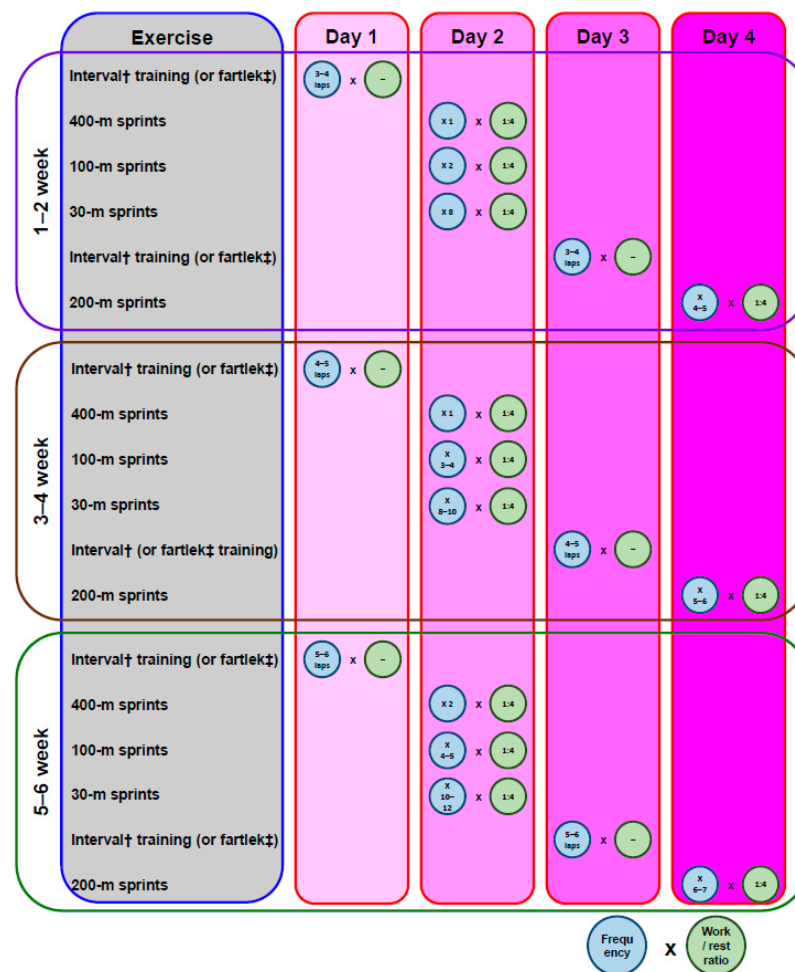 Exercise Day 1 Day 2 Day 3 Day 4
1–2 week
Interval† training (or fartlek‡) 3–4 laps x –
400-m sprints X 1 x 1:4
100-m sprints X 2 x 1:4
30-m sprints X 8 x 1:4
Interval† training (or fartlek‡) 3–4 laps x –
200-m sprints X 4–5 x 1:4
3–4 week
Interval† training (or fartlek‡) 4–5 laps x –
400-m sprints X 1 x 1:4
100-m sprints X 3–4 x 1:4
30-m sprints X 8–10 x 1:4
Interval† (or fartlek‡ training) 4–5 laps x –
200-m sprints X 5–6 x 1:4
5–6 week
Interval† training (or fartlek‡) 5–6 laps x –
400-m sprints X 2 x 1:4
100-m sprints X 4–5 x 1:4
30-m sprints X 10–12 x 1:4
Interval† training (or fartlek‡) 5–6 laps x –
200-m sprints X 6–7 x 1:4
Frequ
ency
x
Work
/ rest
ratio